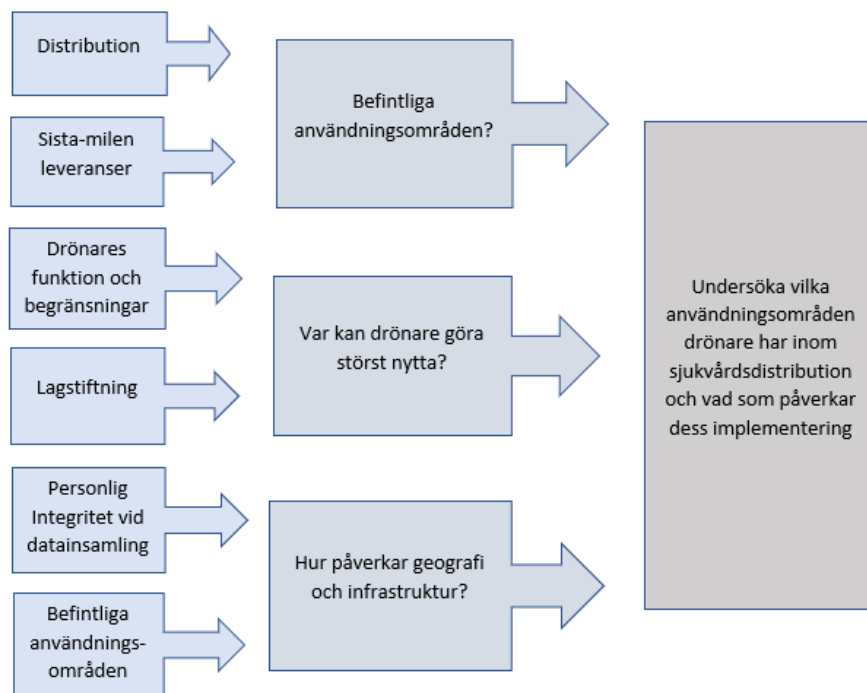 Distribution
Sista-milen
leveranser
Drönares
funktion och
begränsningar
Lagstiftning
Personlig
Integritet vid
datainsamling
Befintliga
användnings-
områden
Befintliga
användningsområden?
Var kan drönare göra
störst nytta?
Hur påverkar geografi
och infrastruktur?
Undersöka vilka
användningsområden
drönare har inom
sjukvårdsdistribution
och vad som påverkar
dess implementering